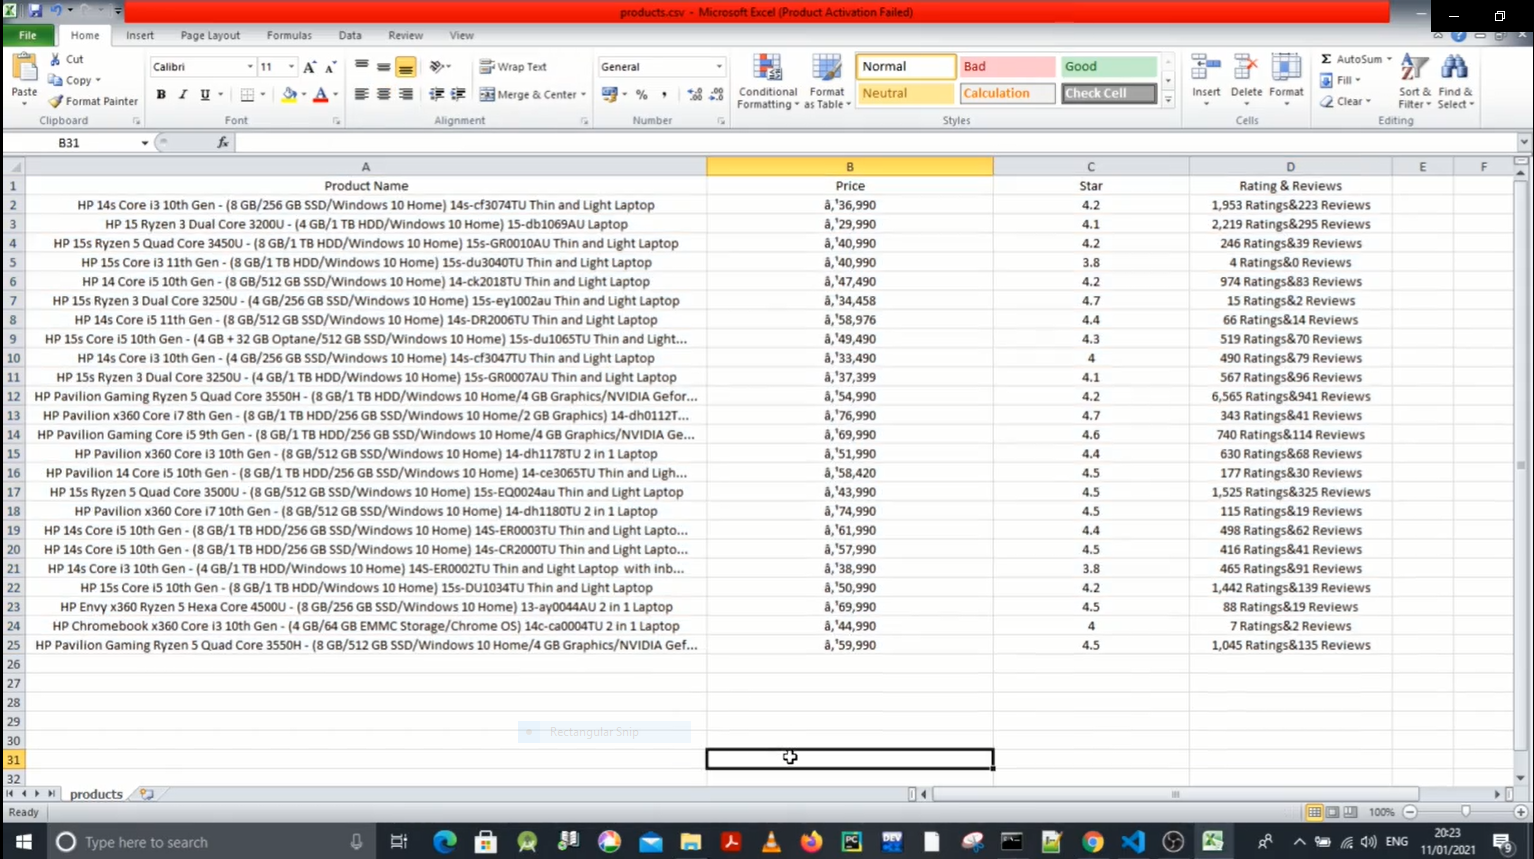 products.csv - Microsoft Excel (Product Activation Failed)
File Home Insert Page Layout Formulas Data Review View
Paste Cut Copy Format Painter Clipboard
Calibri 11 B I U Font
Wrap Text Merge & Center Alignment
General % , Number
Conditional Formatting Format as Table Normal Bad Good Neutral Calculation Check Cell Styles
Insert Delete Format Cells
Σ AutoSum Fill Clear Sort & Filter Find & Select Editing
B31 fx
A B C D E F
1 Product Name Price Star Rating & Reviews
2 HP 14s Core i3 10th Gen - (8 GB/256 GB SSD/Windows 10 Home) 14s-cf3074TU Thin and Light Laptop â‚¹36,990 4.2 1,953 Ratings&223 Reviews
3 HP 15 Ryzen 3 Dual Core 3200U - (4 GB/1 TB HDD/Windows 10 Home) 15-db1069AU Laptop â‚¹29,990 4.1 2,219 Ratings&295 Reviews
4 HP 15s Ryzen 5 Quad Core 3450U - (8 GB/1 TB HDD/Windows 10 Home) 15s-GR0010AU Thin and Light Laptop â‚¹40,990 4.2 246 Ratings&39 Reviews
5 HP 15s Core i3 11th Gen - (8 GB/1 TB HDD/Windows 10 Home) 15s-du3040TU Thin and Light Laptop â‚¹40,990 3.8 4 Ratings&0 Reviews
6 HP 14 Core i5 10th Gen - (8 GB/512 GB SSD/Windows 10 Home) 14-ck2018TU Thin and Light Laptop â‚¹47,490 4.2 974 Ratings&83 Reviews
7 HP 15s Ryzen 3 Dual Core 3250U - (4 GB/256 GB SSD/Windows 10 Home) 15s-ey1002au Thin and Light Laptop â‚¹34,458 4.7 15 Ratings&2 Reviews
8 HP 14s Core i5 11th Gen - (8 GB/512 GB SSD/Windows 10 Home) 14s-DR2006TU Thin and Light Laptop â‚¹58,976 4.4 66 Ratings&14 Reviews
9 HP 15s Core i5 10th Gen - (4 GB + 32 GB Optane/512 GB SSD/Windows 10 Home) 15s-du1065TU Thin and Light... â‚¹49,490 4.3 519 Ratings&70 Reviews
10 HP 14s Core i3 10th Gen - (4 GB/256 GB SSD/Windows 10 Home) 14s-cf3047TU Thin and Light Laptop â‚¹33,490 4 490 Ratings&79 Reviews
11 HP 15s Ryzen 3 Dual Core 3250U - (4 GB/1 TB HDD/Windows 10 Home) 15s-GR0007AU Thin and Light Laptop â‚¹37,399 4.1 567 Ratings&96 Reviews
12 HP Pavilion Gaming Ryzen 5 Quad Core 3550H - (8 GB/1 TB HDD/Windows 10 Home/4 GB Graphics/NVIDIA Gefor... â‚¹54,990 4.2 6,565 Ratings&941 Reviews
13 HP Pavilion x360 Core i7 8th Gen - (8 GB/1 TB HDD/256 GB SSD/Windows 10 Home/2 GB Graphics) 14-dh0112T... â‚¹76,990 4.7 343 Ratings&41 Reviews
14 HP Pavilion Gaming Core i5 9th Gen - (8 GB/1 TB HDD/256 GB SSD/Windows 10 Home/4 GB Graphics/NVIDIA Ge... â‚¹69,990 4.6 740 Ratings&114 Reviews
15 HP Pavilion x360 Core i3 10th Gen - (8 GB/512 GB SSD/Windows 10 Home) 14-dh1178TU 2 in 1 Laptop â‚¹51,990 4.4 630 Ratings&68 Reviews
16 HP Pavilion 14 Core i5 10th Gen - (8 GB/1 TB HDD/256 GB SSD/Windows 10 Home) 14-ce3065TU Thin and Ligh... â‚¹58,420 4.5 177 Ratings&30 Reviews
17 HP 15s Ryzen 5 Quad Core 3500U - (8 GB/512 GB SSD/Windows 10 Home) 15s-EQ0024au Thin and Light Laptop â‚¹43,990 4.5 1,525 Ratings&325 Reviews
18 HP Pavilion x360 Core i7 10th Gen - (8 GB/512 GB SSD/Windows 10 Home) 14-dh1180TU 2 in 1 Laptop â‚¹74,990 4.5 115 Ratings&19 Reviews
19 HP 14s Core i5 10th Gen - (8 GB/1 TB HDD/256 GB SSD/Windows 10 Home) 14S-ER0003TU Thin and Light Lapto... â‚¹61,990 4.4 498 Ratings&62 Reviews
20 HP 14s Core i5 10th Gen - (8 GB/1 TB HDD/256 GB SSD/Windows 10 Home) 14s-CR2000TU Thin and Light Lapto... â‚¹57,990 4.5 416 Ratings&41 Reviews
21 HP 14s Core i3 10th Gen - (4 GB/1 TB HDD/Windows 10 Home) 14S-ER0002TU Thin and Light Laptop with inb... â‚¹38,990 3.8 465 Ratings&91 Reviews
22 HP 15s Core i5 10th Gen - (8 GB/1 TB HDD/Windows 10 Home) 15s-DU1034TU Thin and Light Laptop â‚¹50,990 4.2 1,442 Ratings&139 Reviews
23 HP Envy x360 Ryzen 5 Hexa Core 4500U - (8 GB/256 GB SSD/Windows 10 Home) 13-ay0044AU 2 in 1 Laptop â‚¹69,990 4.5 88 Ratings&19 Reviews
24 HP Chromebook x360 Core i3 10th Gen - (4 GB/64 GB EMMC Storage/Chrome OS) 14c-ca0004TU 2 in 1 Laptop â‚¹44,990 4 7 Ratings&2 Reviews
25 HP Pavilion Gaming Ryzen 5 Quad Core 3550H - (8 GB/512 GB SSD/Windows 10 Home/4 GB Graphics/NVIDIA Gef... â‚¹59,990 4.5 1,045 Ratings&135 Reviews
26
27
28
29
30
31
32
Rectangular Snip
products
Ready 100%
Type here to search ENG 20:23
11/01/2021